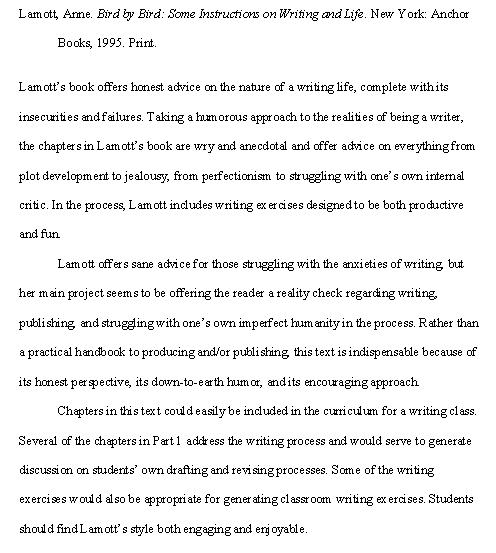 Lamott, Anne. Bird by Bird: Some Instructions on Writing and Life. New York: Anchor
Books, 1995. Print.
Lamott's book offers honest advice on the nature of a writing life, complete with its
insecurities and failures. Taking a humorous approach to the realities of being a writer,
the chapters in Lamott's book are wry and anecdotal and offer advice on everything from
plot development to jealousy, from perfectionism to struggling with one's own internal
critic. In the process, Lamott includes writing exercises designed to be both productive
and fun.
Lamott offers sane advice for those struggling with the anxieties of writing, but
her main project seems to be offering the reader a reality check regarding writing,
publishing, and struggling with one's own imperfect humanity in the process. Rather than
a practical handbook to producing and/or publishing, this text is indispensable because of
its honest perspective, its down-to-earth humor, and its encouraging approach.
Chapters in this text could easily be included in the curriculum for a writing class.
Several of the chapters in Part 1 address the writing process and would serve to generate
discussion on students' own drafting and revising processes. Some of the writing
exercises would also be appropriate for generating classroom writing exercises. Students
should find Lamott's style both engaging and enjoyable.